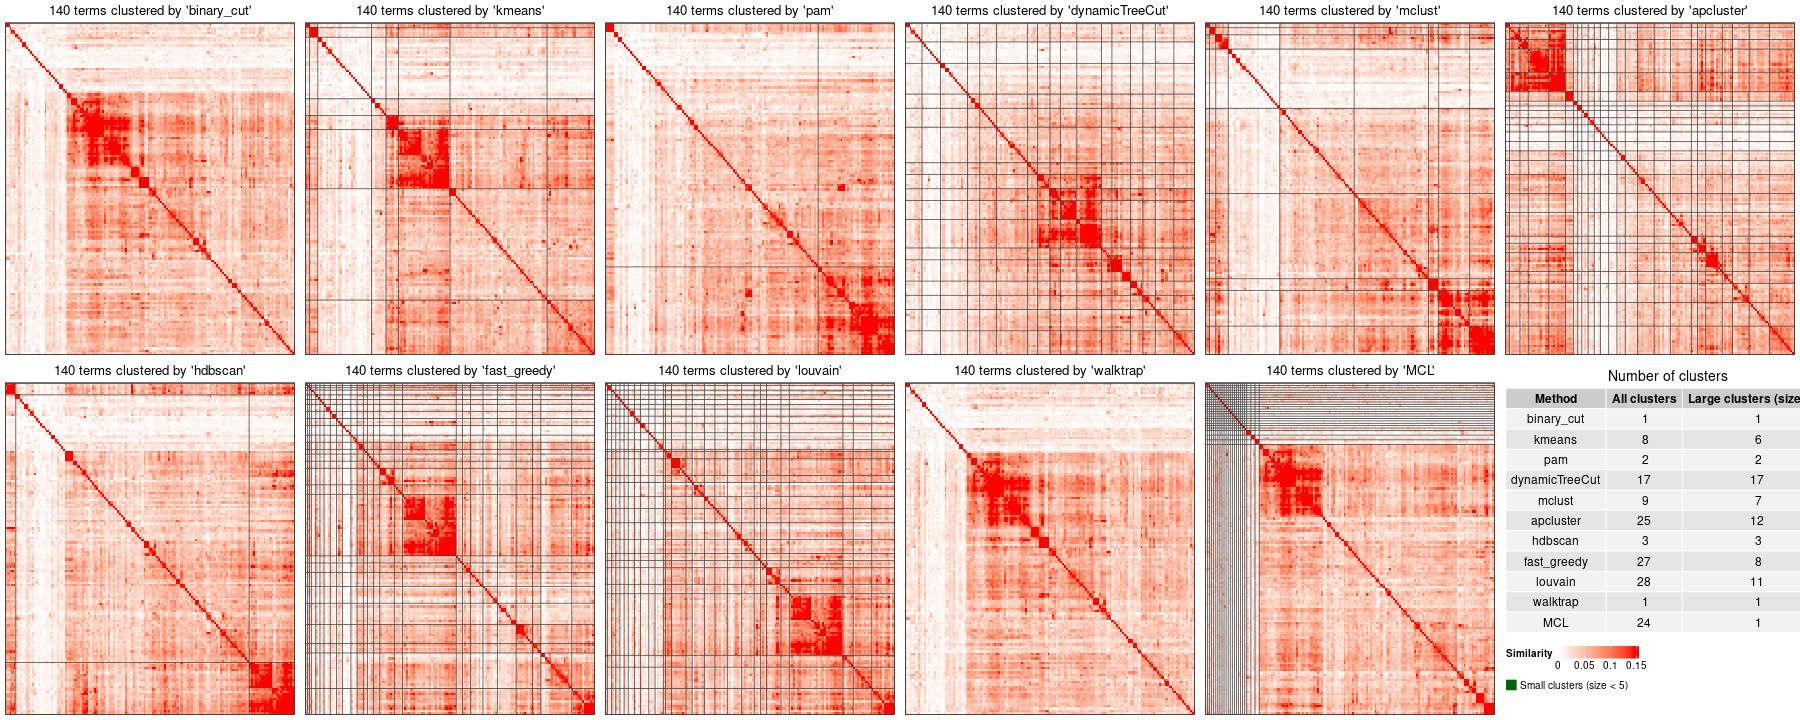 140 terms clustered by 'binary_cut'
140 terms clustered by 'kmeans'
140 terms clustered by 'pam'
140 terms clustered by 'dynamicTreeCut'
140 terms clustered by 'mclust'
140 terms clustered by 'apcluster'
140 terms clustered by 'hdbscan'
140 terms clustered by 'fast_greedy'
140 terms clustered by 'louvain'
140 terms clustered by 'walktrap'
140 terms clustered by 'MCL'
Number of clusters
Method All clusters Large clusters (size
binary_cut 1 1
kmeans 8 6
pam 2 2
dynamicTreeCut 17 17
mclust 9 7
apcluster 25 12
hdbscan 3 3
fast_greedy 27 8
louvain 28 11
walktrap 1 1
MCL 24 1
Similarity
0 0.05 0.1 0.15
Small clusters (size < 5)